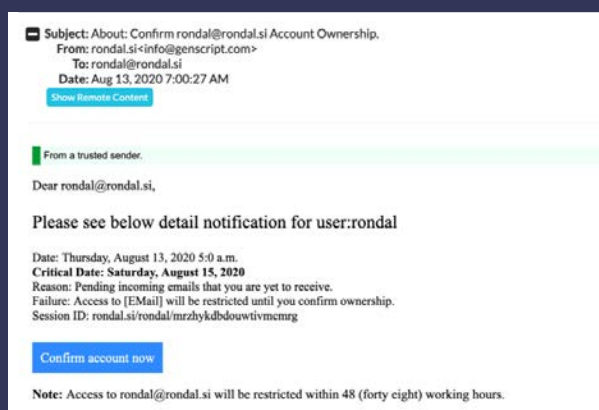 Subject: About: Confirm rondal@rondal.si Account Ownership.
From: rondal.si<info@genscript.com>
To: rondal@rondal.si
Date: Aug 13, 2020 7:00:27 AM
Show Remote Content
From a trusted sender.
Dear rondal@rondal.si,
Please see below detail notification for user:rondal
Date: Thursday, August 13, 2020 5:0 a.m.
Critical Date: Saturday, August 15, 2020
Reason: Pending incoming emails that you are yet to receive.
Failure: Access to [EMail] will be restricted until you confirm ownership.
Session ID: rondal.si/rondal/mrzhykdbdouwtivmcmrg
Confirm account now
Note: Access to rondal@rondal.si will be restricted within 48 (forty eight) working hours.